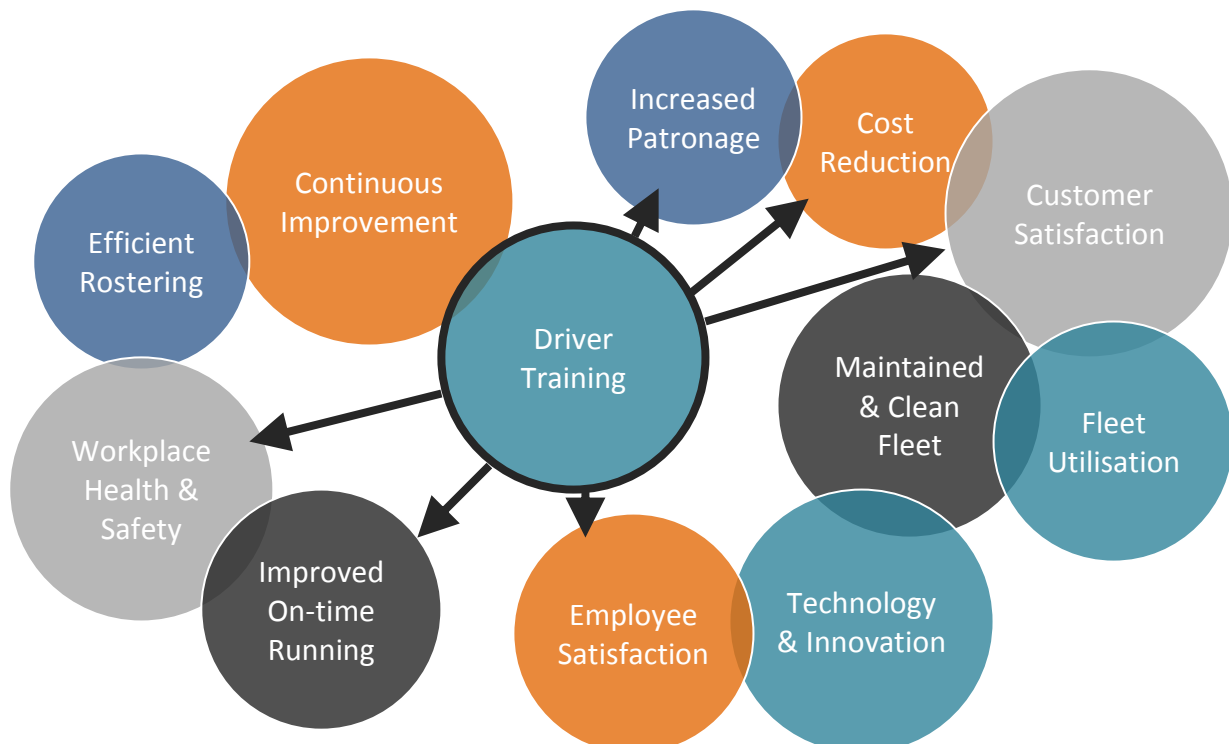 Increased
Patronage
Cost
Reduction
Continuous
Improvement
Customer
Satisfaction
Efficient
Rostering
Driver
Training
Maintained
& Clean
Fleet
Fleet
Utilisation
Workplace
Health &
Safety
Improved
On-time
Running
Employee
Satisfaction
Technology
& Innovation